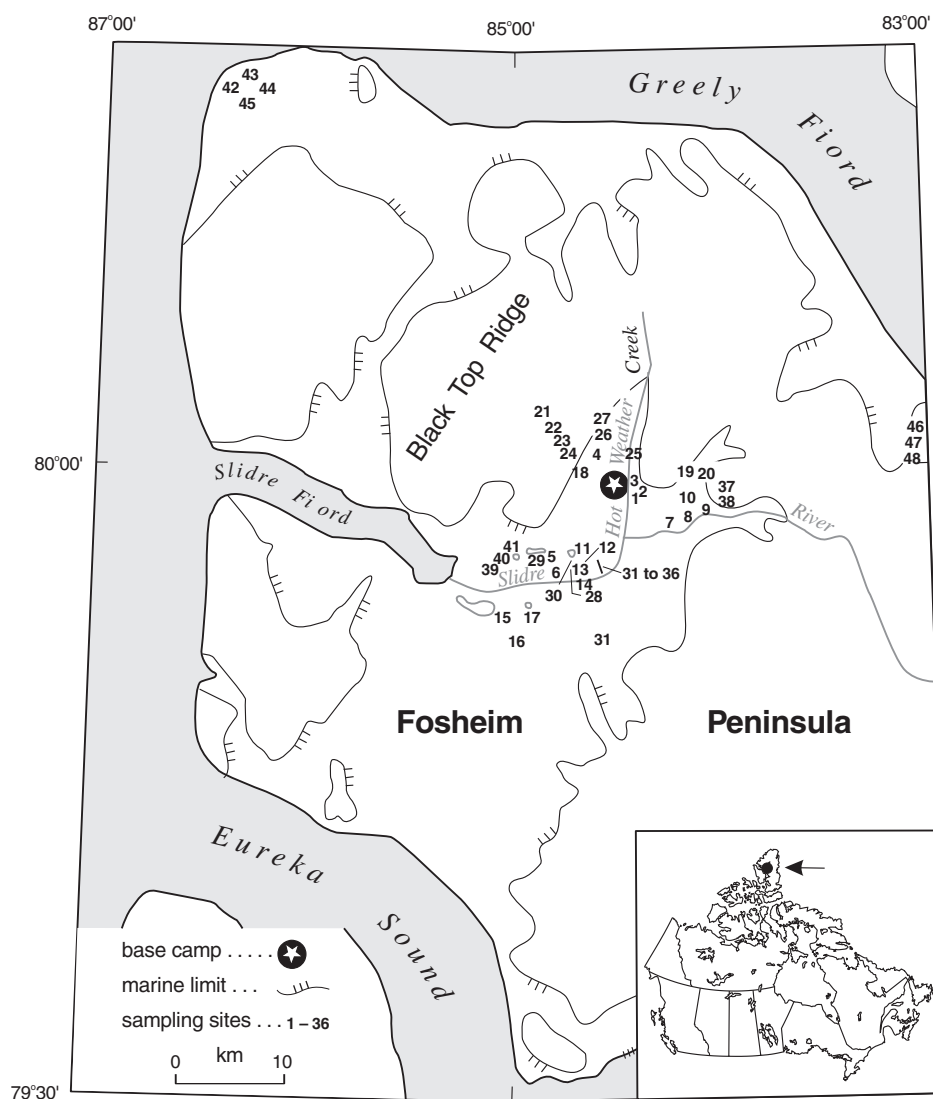 87°00'
85°00'
83°00'
43
42
44
45
Greely
Fiord
Black Top Ridge
Creek
Weather
Hot
21
22
23
24
27
26
4
25
18
3
2
1
19
20
37
38
10
9
8
7
River
46
47
48
80°00'
Slidre Fiord
41
40
39
29
5
6
11
12
13
14
30
28
31 to 36
Slidre
15
17
16
31
Fosheim
Peninsula
Eureka
Sound
base camp . . . . .
marine limit . . .
sampling sites . . . 1 – 36
km
0
10
79°30'